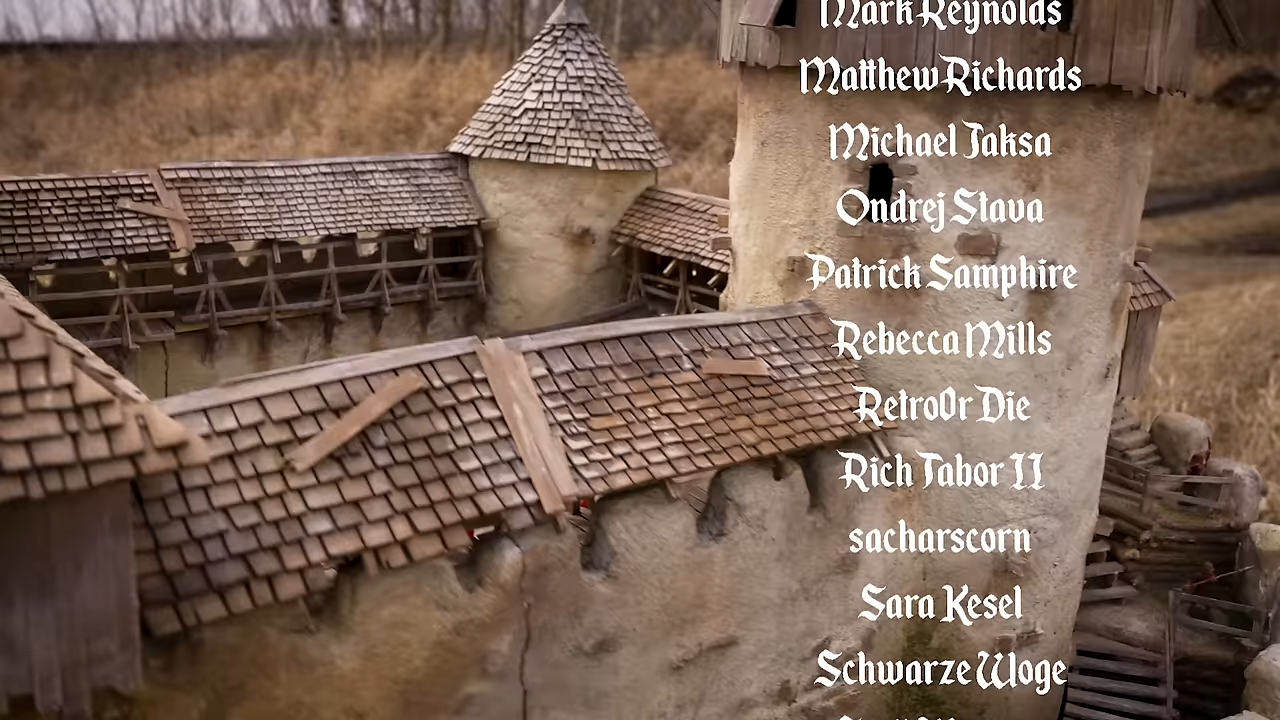 Mark Reynolds
Matthew Richards
Michael Jaksa
Ondrej Slava
Patrick Samphire
Rebecca Mills
RetroOr Die
Rich Tabor II
sacharscorn
Sara Kesel
Schwarze Woge